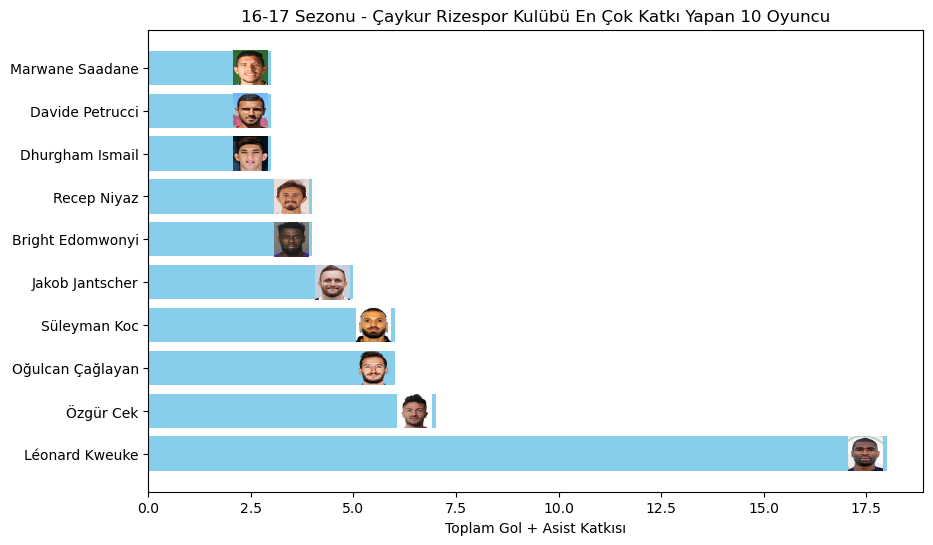 16-17 Sezonu - Çaykur Rizespor Kulübü En Çok Katkı Yapan 10 Oyuncu
Marwane Saadane
Davide Petrucci
Dhurgham Ismail
Recep Niyaz
Bright Edomwonyi
Jakob Jantscher
Süleyman Koc
Oğulcan Çağlayan
Özgür Cek
Léonard Kweuke
0.0 2.5 5.0 7.5 10.0 12.5 15.0 17.5
Toplam Gol + Asist Katkısı